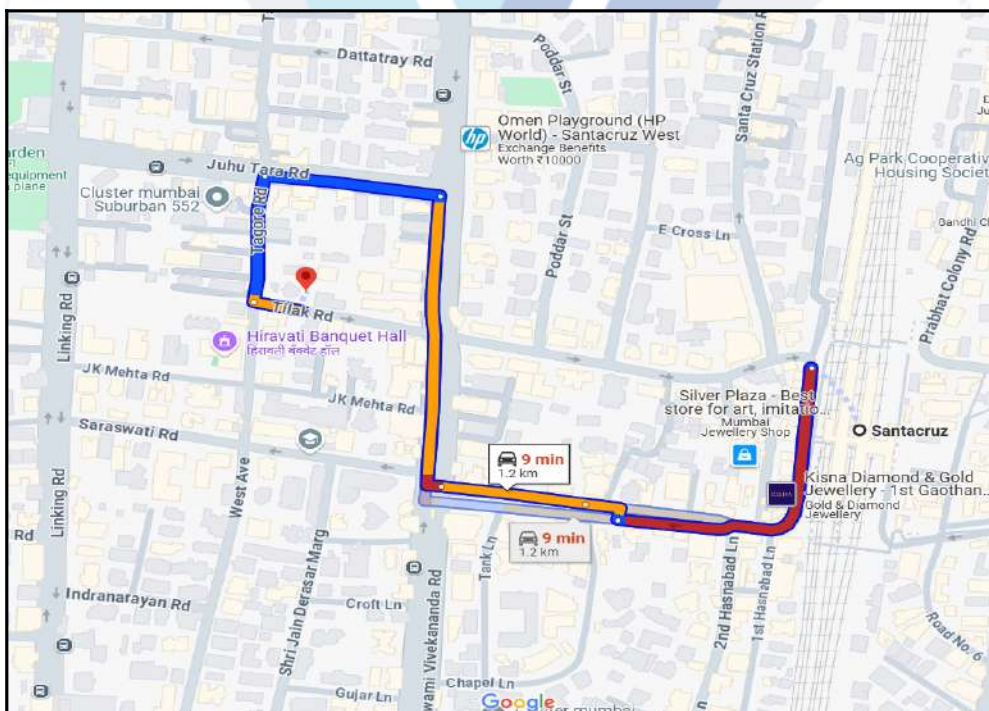 Dattatray Rd
Poddar St
Santa Cruz Station R
Omen Playground (HP
World) - Santacruz West
Exchange Benefits
Worth ₹10000
hp
Juhu Tara Rd
arden
equipment
a plane
Cluster mumbai
Suburban 552
Tagore Rd
Ag Park Cooperativ
Housing Societ
Gandhi C
E Cross Ln
Poddar St
Prabhat Colony Rd
Linking Rd
Tilak Rd
Hiravati Banquet Hall
हिरावती बँक्वेट हॉल
JK Mehta Rd
JK Mehta Rd
Silver Plaza - Best
store for art, imitatio...
Mumbai
Jewellery Shop
Santacruz
Saraswati Rd
9 min
1.2 km
Kisna Diamond & Gold
Jewellery - 1st Gaothan...
Gold & Diamond
Jewellery
West Ave
Linking Rd
9 min
1.2 km
Tank Ln
2nd Hasnabad Ln
1st Hasnabad Ln
Shri Jain Derasar Marg
Indranarayan Rd
Croft Ln
wami Vivekananda Rd
Road No. 6
Chapel Ln
Gujar Ln
Google